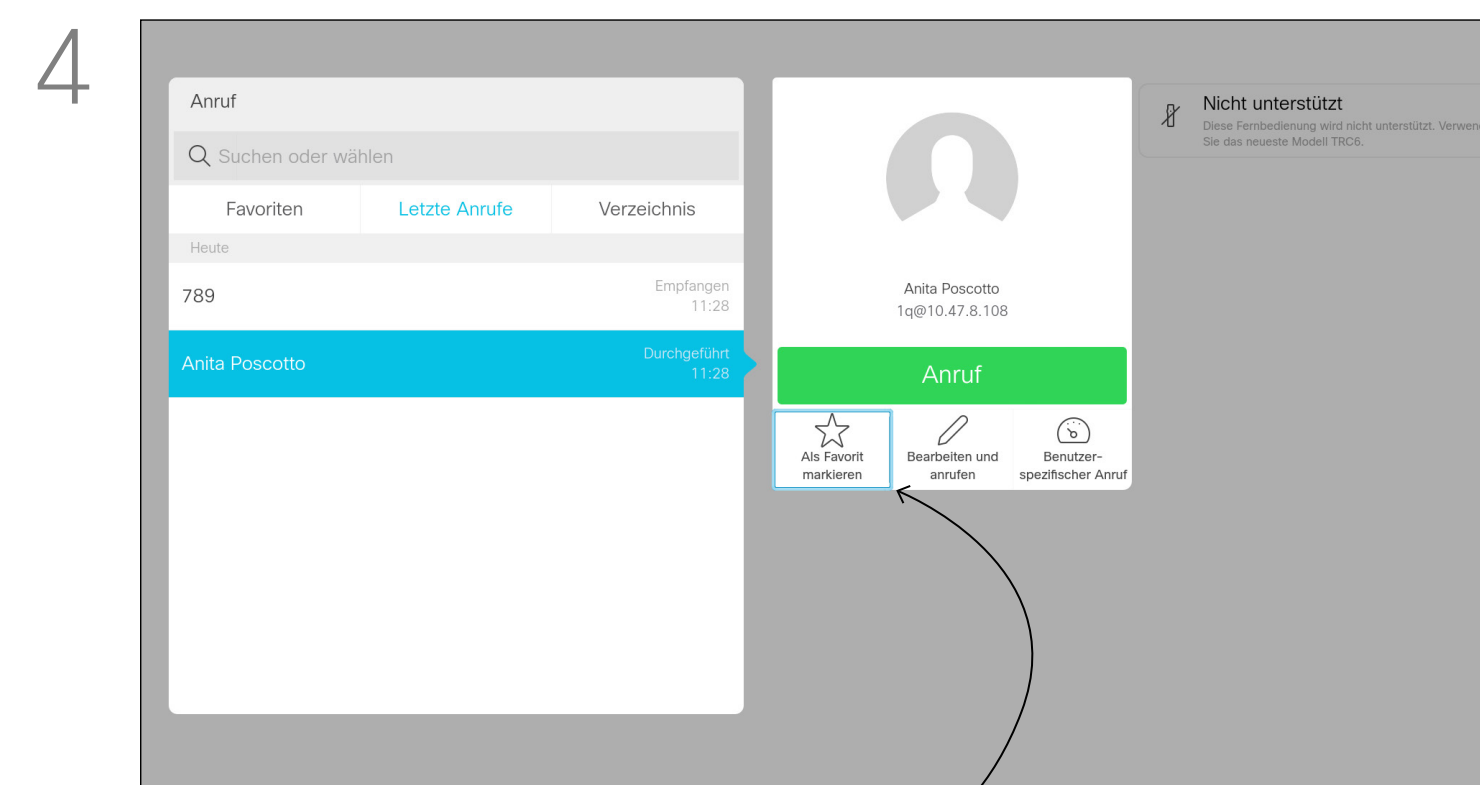 4
Anruf
Suchen oder wählen
Favoriten
Letzte Anrufe
Verzeichnis
Heute
789
Empfangen
11:28
Anita Poscotto
Durchgeführt
11:28
Anita Poscotto
1q@10.47.8.108
Anruf
Als Favorit
markieren
Bearbeiten und
anrufen
Benutzer-
spezifischer Anruf
Nicht unterstützt
Diese Fernbedienung wird nicht unterstützt.
Sie das neueste Modell TRC6.